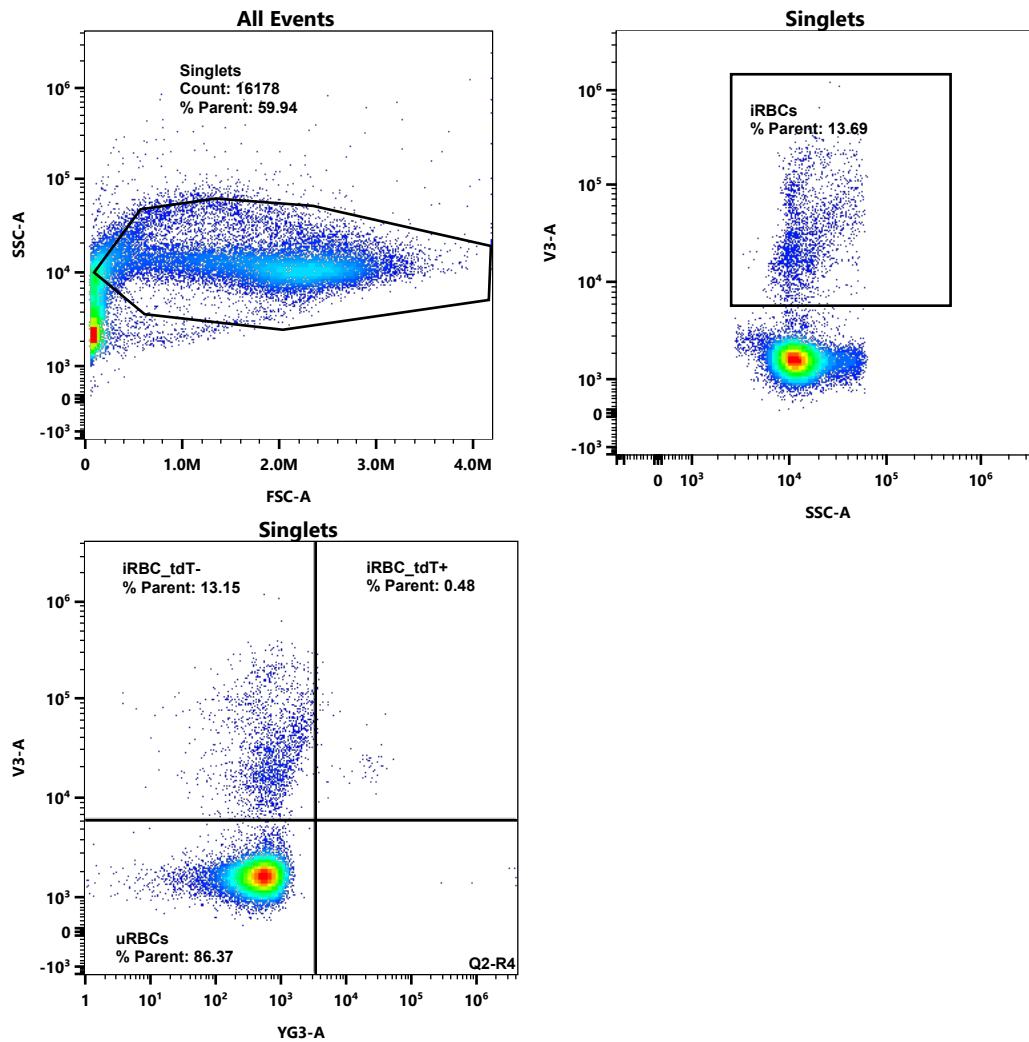 All Events
Singlets
Count: 16178
% Parent: 59.94
10⁶
10⁵
10⁴
10³
0
-10³
SSC-A
0
1.0M
2.0M
3.0M
4.0M
FSC-A
Singlets
iRBCs
% Parent: 13.69
10⁶
10⁵
10⁴
10³
0
-10³
V3-A
0
10³
10⁴
10⁵
10⁶
SSC-A
Singlets
iRBC_tdT-
% Parent: 13.15
iRBC_tdT+
% Parent: 0.48
10⁶
10⁵
10⁴
10³
0
-10³
V3-A
uRBCs
% Parent: 86.37
Q2-R4
1
10¹
10²
10³
10⁴
10⁵
10⁶
YG3-A